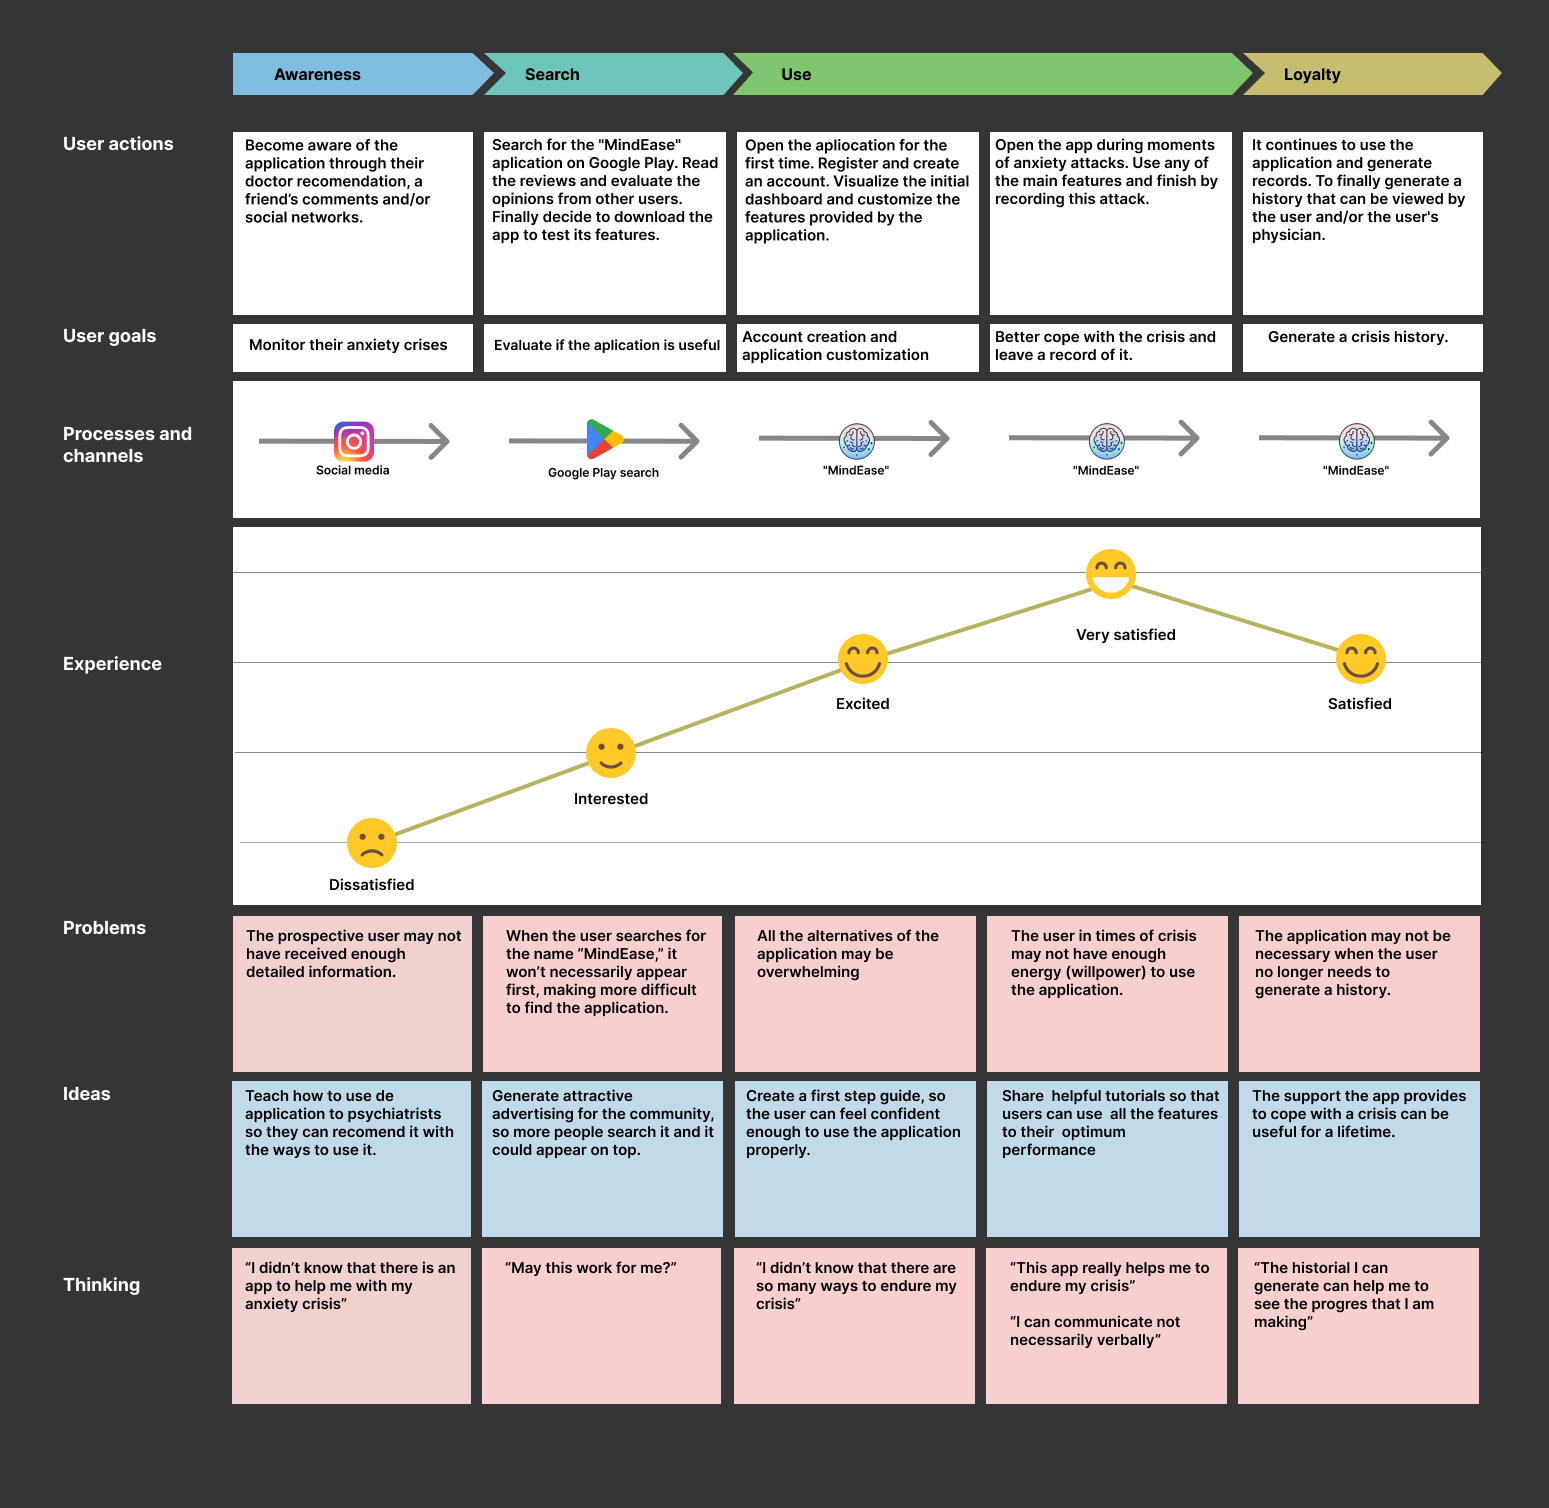 Awareness
Search
Use
Loyalty
User actions
Become aware of the
application through their
doctor recomendation, a
friend's comments and/or
social networks.
Search for the "MindEase"
aplication on Google Play. Read
the reviews and evaluate the
opinions from other users.
Finally decide to download the
app to test its features.
Open the apliocation for the
first time. Register and create
an account. Visualize the initial
dashboard and customize the
features provided by the
application.
Open the app during moments
of anxiety attacks. Use any of
the main features and finish by
recording this attack.
It continues to use the
application and generate
records. To finally generate a
history that can be viewed by
the user and/or the user's
physician.
User goals
Monitor their anxiety crises
Evaluate if the aplication is useful
Account creation and
application customization
Better cope with the crisis and
leave a record of it.
Generate a crisis history.
Processes and
channels
Social media
Google Play search
"MindEase"
"MindEase"
"MindEase"
Experience
Very satisfied
Excited
Satisfied
Interested
Dissatisfied
Problems
The prospective user may not
have received enough
detailed information.
When the user searches for
the name “MindEase,” it
won’t necessarily appear
first, making more difficult
to find the application.
All the alternatives of the
application may be
overwhelming
The user in times of crisis
may not have enough
energy (willpower) to use
the application.
The application may not be
necessary when the user
no longer needs to
generate a history.
Ideas
Teach how to use de
application to psychiatrists
so they can recomend it with
the ways to use it.
Generate attractive
advertising for the community,
so more people search it and it
could appear on top.
Create a first step guide, so
the user can feel confident
enough to use the application
properly.
Share  helpful tutorials so that
users can use  all the features
to their  optimum
performance
The support the app provides
to cope with a crisis can be
useful for a lifetime.
Thinking
“I didn’t know that there is an
app to help me with my
anxiety crisis”
“May this work for me?”
“I didn’t know that there are
so many ways to endure my
crisis”
“This app really helps me to
endure my crisis”
“I can communicate not
necessarily verbally”
“The historial I can
generate can help me to
see the progres that I am
making”